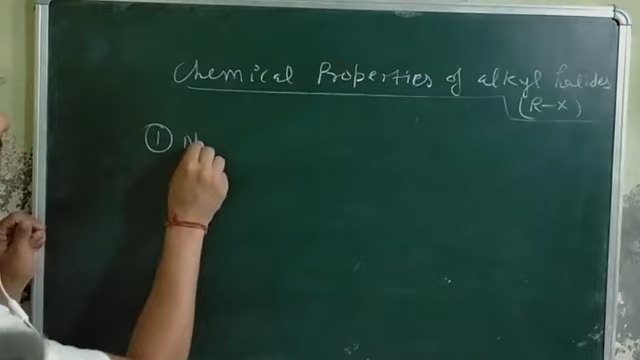 Chemical Properties of alkyl halides
(R-X)
① N